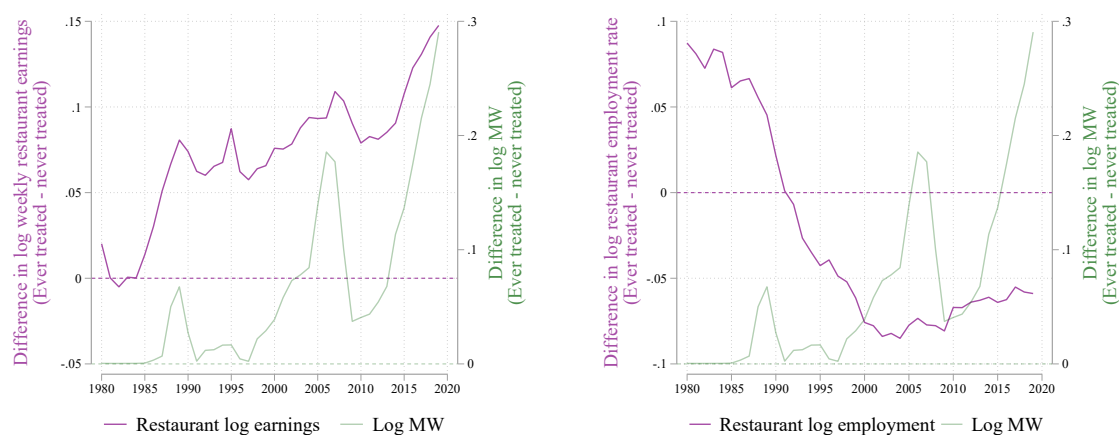 Difference in log weekly restaurant earnings
(Ever treated - never treated)
.15
.1
.05
0
-.05
.3
.2
.1
0
Difference in log MW
(Ever treated - never treated)
1980 1985 1990 1995 2000 2005 2010 2015 2020
Restaurant log earnings Log MW
Difference in log restaurant employment rate
(Ever treated - never treated)
.1
.05
0
-.05
-.1
.3
.2
.1
0
Difference in log MW
(Ever treated - never treated)
1980 1985 1990 1995 2000 2005 2010 2015 2020
Restaurant log employment Log MW